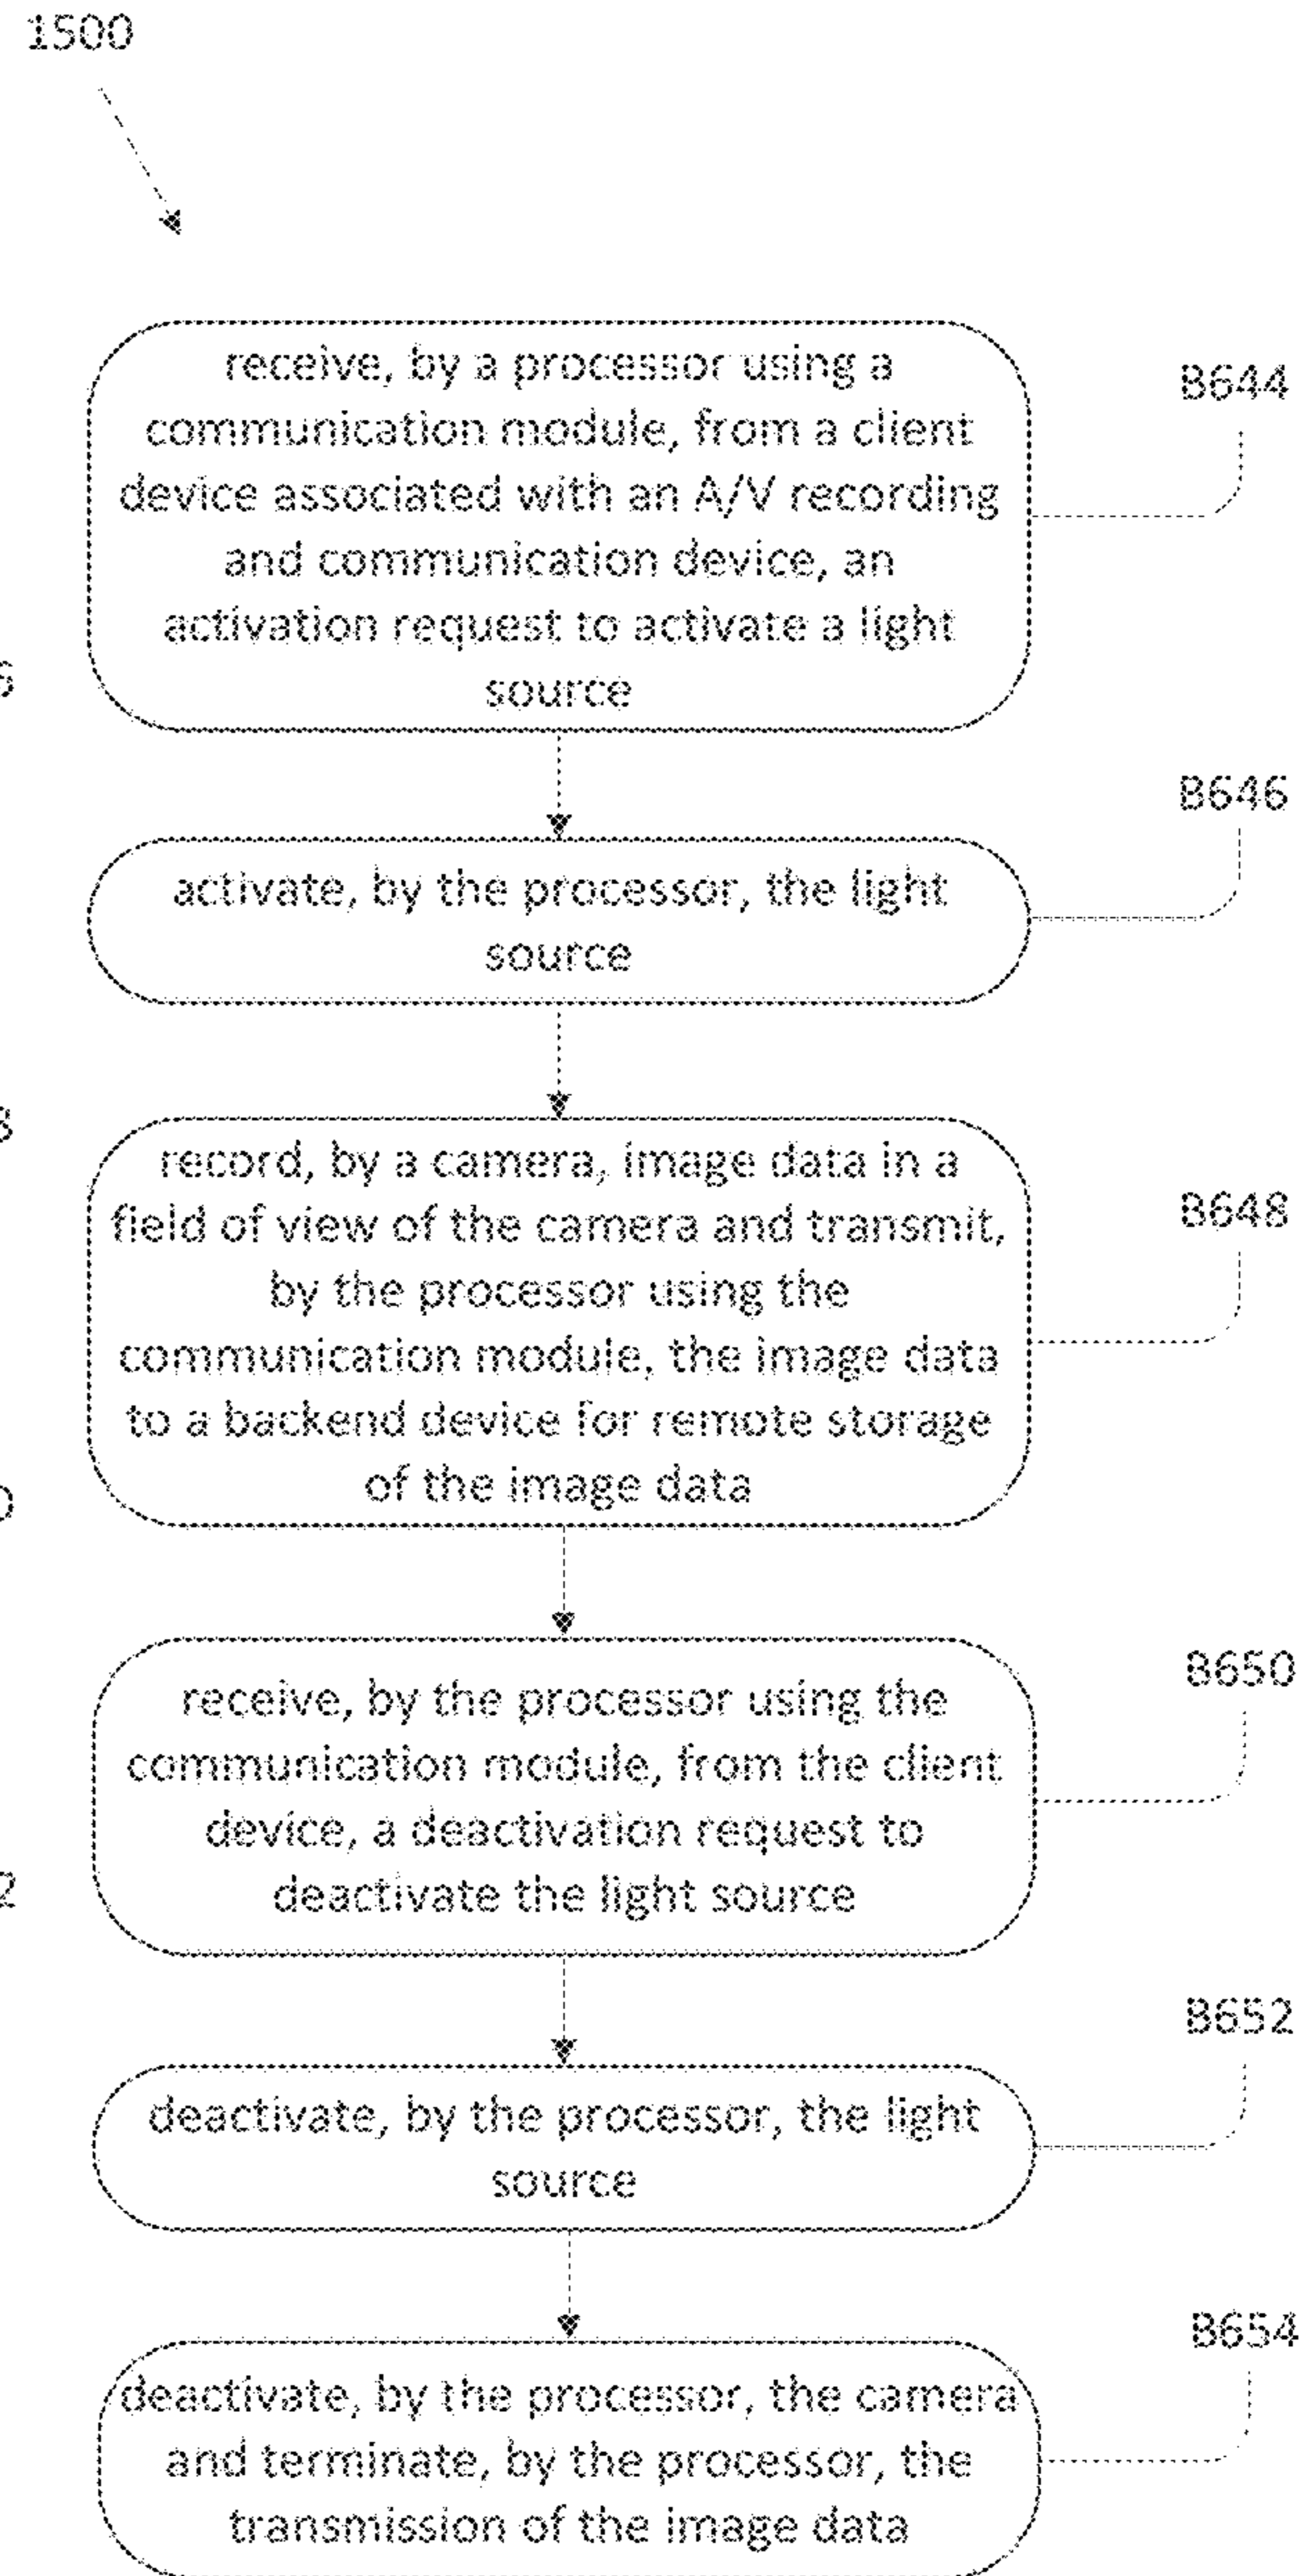 1500
receive, by a processor using a
communication module, from a client
device associated with an A/V recording
and communication device, an
activation request to activate a light
source
B644
activate, by the processor, the light
source
B646
record, by a camera, image data in a
field of view of the camera and transmit,
by the processor using the
communication module, the image data
to a backend device for remote storage
of the image data
B648
receive, by the processor using the
communication module, from the client
device, a deactivation request to
deactivate the light source
B650
2
deactivate, by the processor, the light
source
B652
deactivate, by the processor, the camera
and terminate, by the processor, the
transmission of the image data
B654